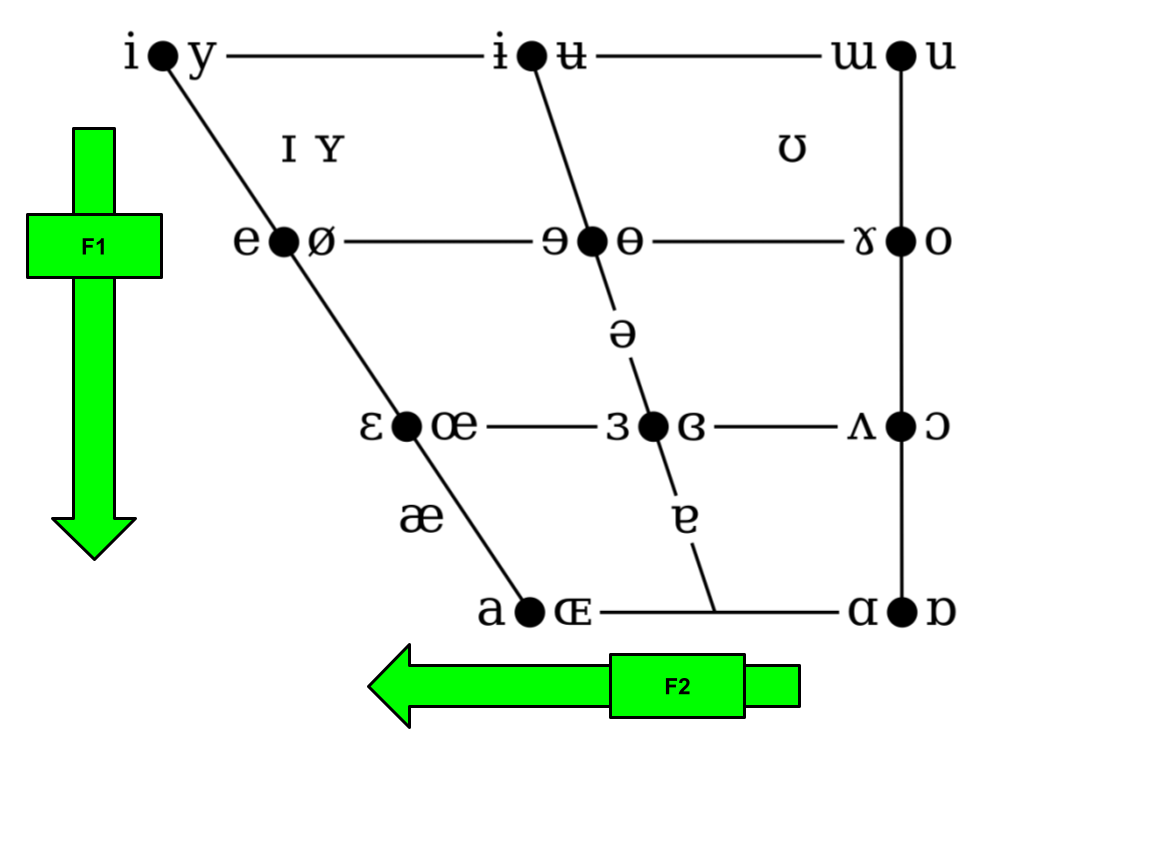 i y ɨ ʉ ɯ u
ɪ ʏ ʊ
F1
e ø ɘ ɵ ɤ o
ə
ɛ œ ɜ ɞ ʌ ɔ
æ ɐ
a ɶ ɑ ɒ
F2